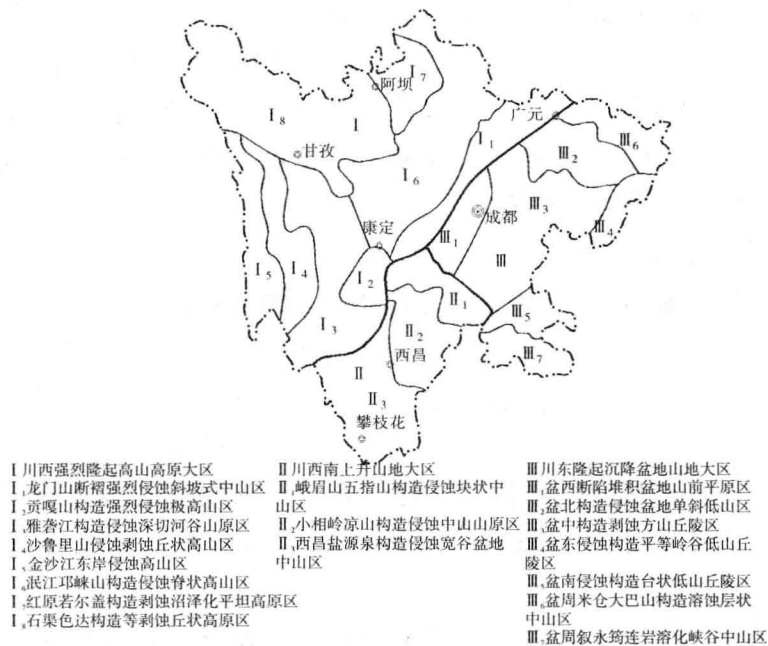 Ⅰ₈
Ⅰ
阿坝
Ⅰ₇
甘孜
Ⅰ₆
广元
Ⅰ₁
Ⅲ₆
Ⅲ₂
Ⅲ₃
成都
Ⅲ₁
Ⅲ₄
Ⅲ
康定
Ⅰ₅
Ⅰ₄
Ⅰ₂
Ⅰ₃
Ⅱ₁
Ⅲ₅
Ⅱ₂
Ⅲ₇
西昌
Ⅱ
Ⅱ₃
攀枝花
Ⅰ川西强烈隆起高山高原大区
Ⅰ₁龙门山断褶强烈侵蚀斜坡式中山区
Ⅰ₂贡嘎山构造强烈侵蚀极高山区
Ⅰ₃雅砻江构造侵蚀深切河谷山原区
Ⅰ₄沙鲁里山侵蚀剥蚀丘状高山区
Ⅰ₅金沙江东岸侵蚀高山区
Ⅰ₆泯江邛崃山构造侵蚀脊状高山区
Ⅰ₇红原若尔盖构造剥蚀沼泽化平坦高原区
Ⅰ₈石渠色达构造等剥蚀丘状高原区
Ⅱ川西南上升山地大区
Ⅱ₁峨眉山五指山构造侵蚀块状中
山区
Ⅱ₂小相岭凉山构造侵蚀中山山原区
Ⅱ₃西昌盐源泉构造侵蚀宽谷盆地
中山区
Ⅲ川东隆起沉降盆地山地大区
Ⅲ₁盆西断陷堆积盆地山前平原区
Ⅲ₂盆北构造侵蚀盆地单斜低山区
Ⅲ₃盆中构造剥蚀方山丘陵区
Ⅲ₄盆东侵蚀构造平等岭谷低山丘
陵区
Ⅲ₅盆南侵蚀构造台状低山丘陵区
Ⅲ₆盆周米仓大巴山构造溶蚀层状
中山区
Ⅲ₇盆周叙永筠连岩溶化峡谷中山区